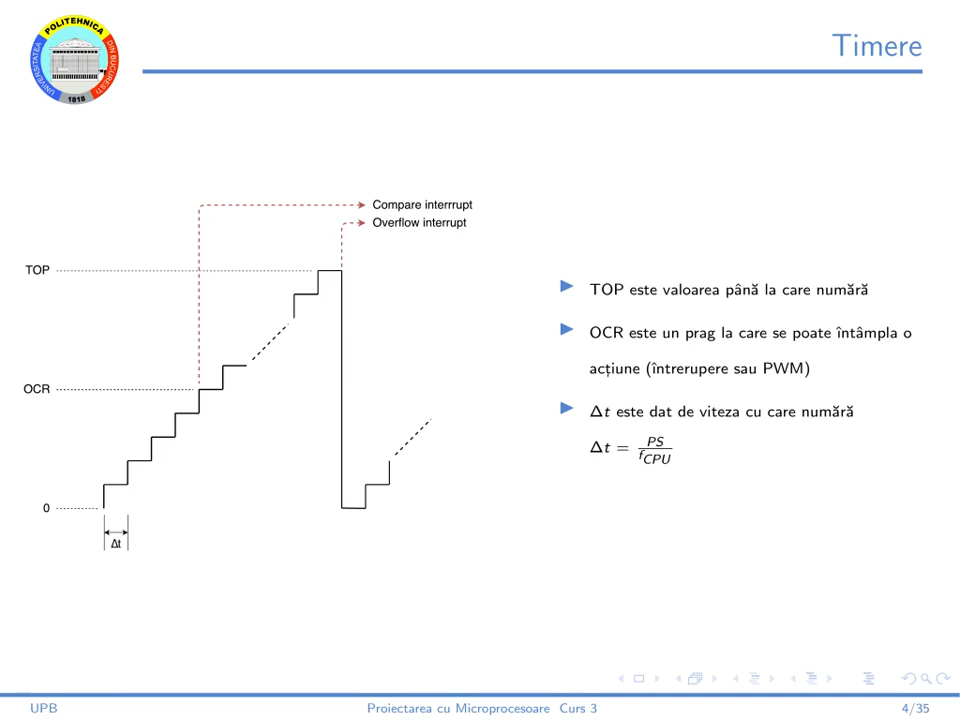 Timere
UNIVERSITATEA
POLITEHNICA
DIN BUCURESTI
1818
Compare interrrupt
Overflow interrupt
TOP
OCR
0
Δt
TOP este valoarea până la care numără
OCR este un prag la care se poate întâmpla o
acțiune (întrerupere sau PWM)
Δt este dat de viteza cu care numără
Δt = PS / fCPU
UPB
Proiectarea cu Microprocesoare Curs 3
4/35